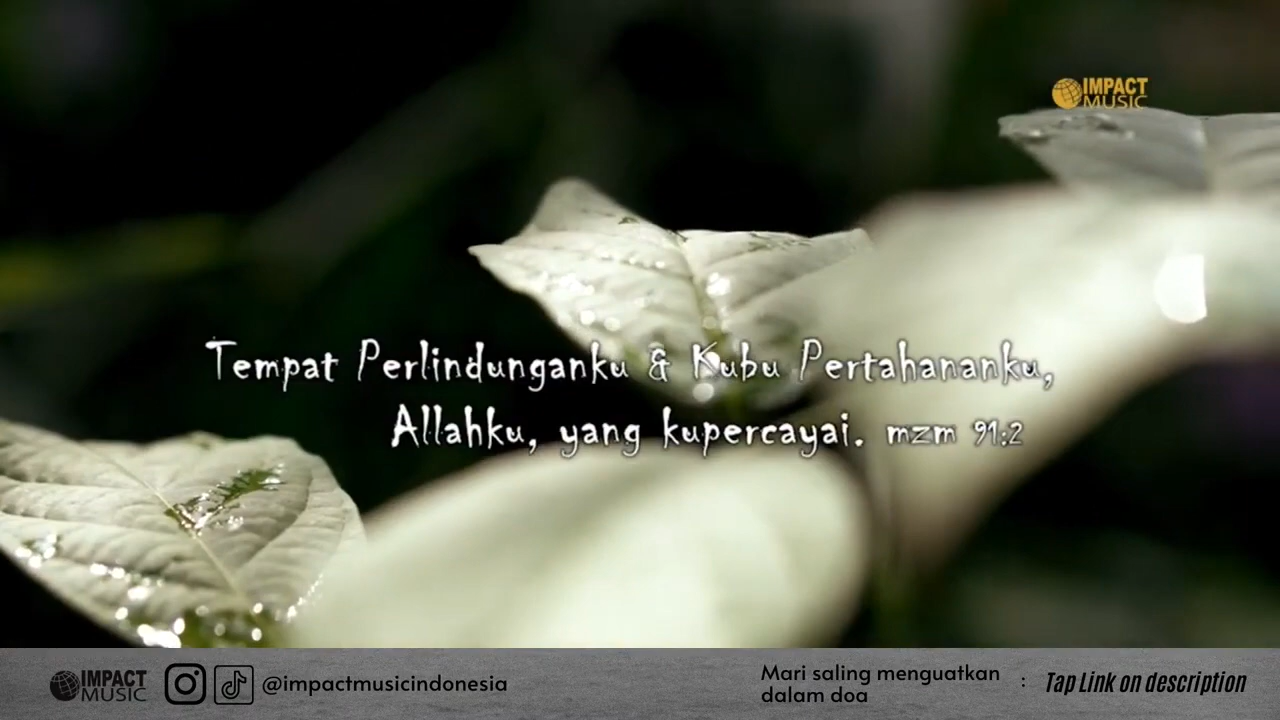 IMPACT
MUSIC
Tempat Perlindunganku & Kubu Pertahananku,
Allahku, yang kupercayai. mzm 91:2
IMPACT
MUSIC
@impactmusicindonesia
Mari saling menguatkan
dalam doa
: Tap Link on description